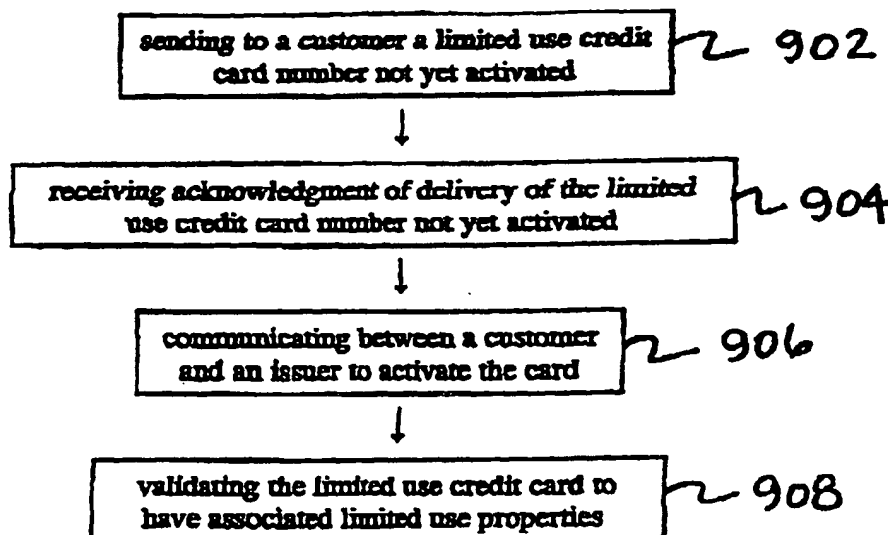 sending to a customer a limited use credit
card number not yet activated
902
receiving acknowledgment of delivery of the limited
use credit card number not yet activated
904
communicating between a customer
and an issuer to activate the card
906
validating the limited use credit card to
have associated limited use properties
908